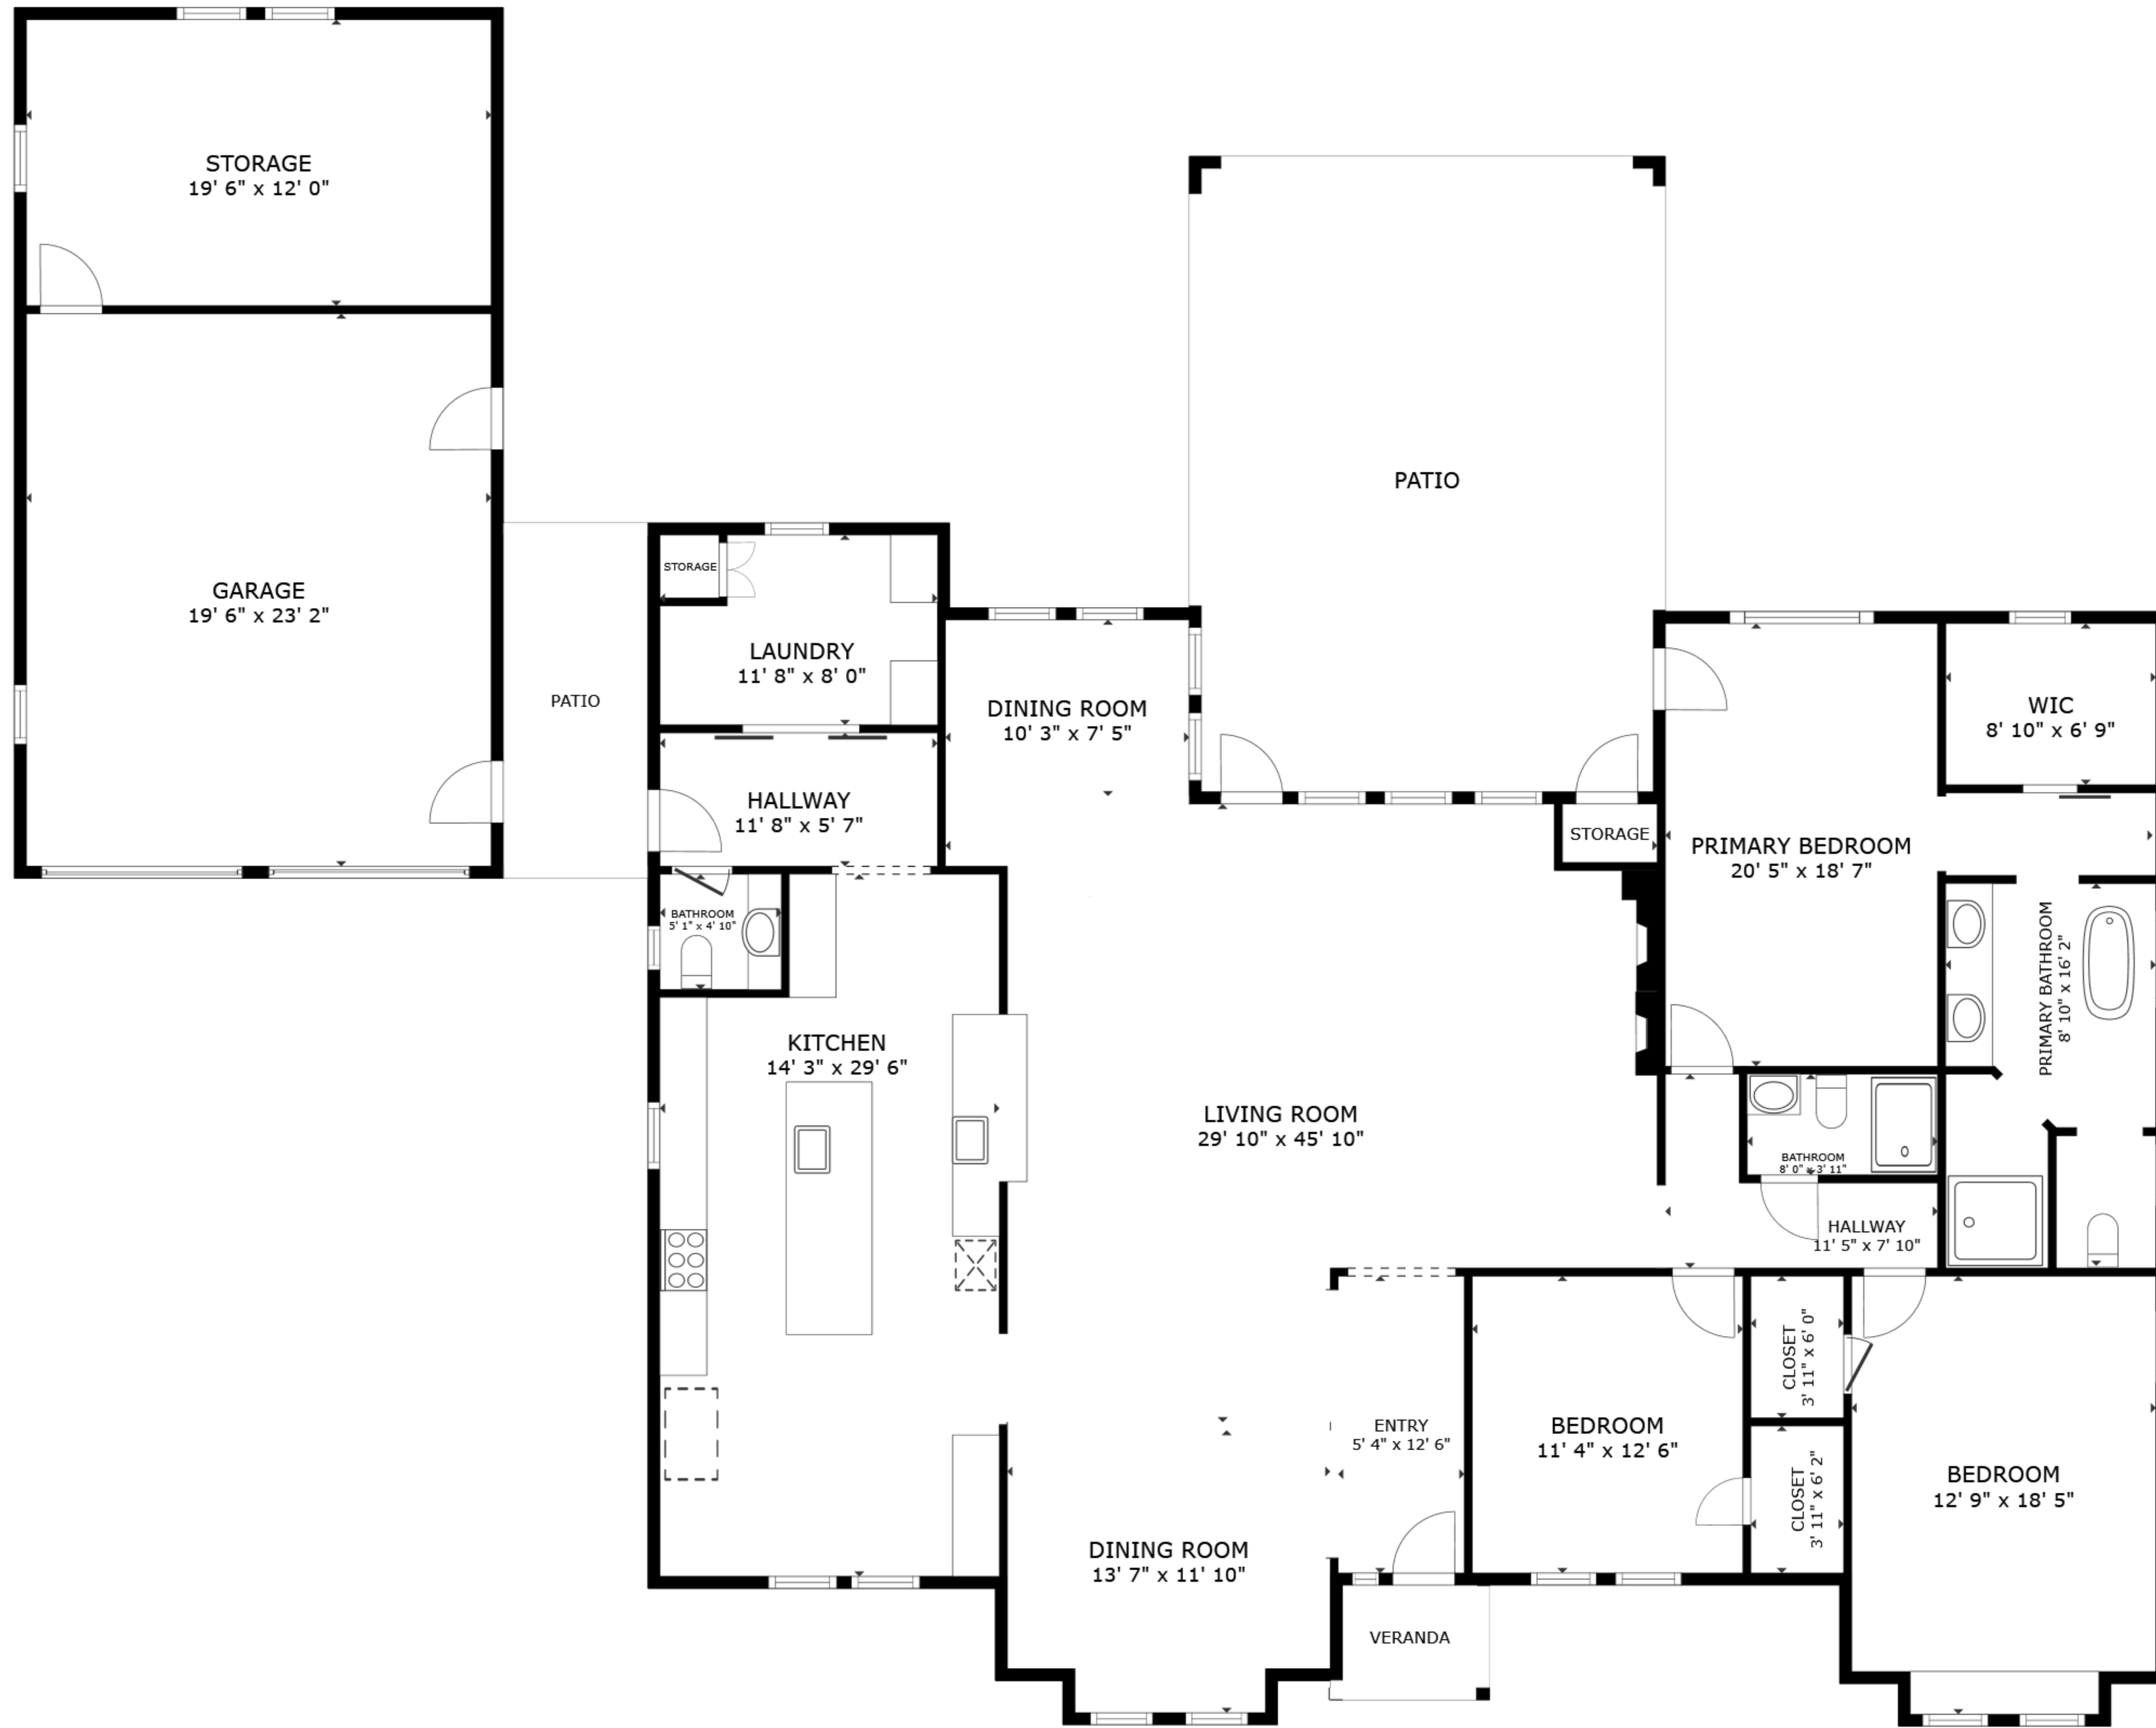 STORAGE
19' 6" x 12' 0"
GARAGE
19' 6" x 23' 2"
PATIO
PATIO
STORAGE
LAUNDRY
11' 8" x 8' 0"
DINING ROOM
10' 3" x 7' 5"
HALLWAY
11' 8" x 5' 7"
BATHROOM
5' 1" x 4' 10"
KITCHEN
14' 3" x 29' 6"
LIVING ROOM
29' 10" x 45' 10"
STORAGE
PRIMARY BEDROOM
20' 5" x 18' 7"
WIC
8' 10" x 6' 9"
PRIMARY BATHROOM
8' 10" x 16' 2"
BATHROOM
8' 0" x 3' 11"
HALLWAY
11' 5" x 7' 10"
ENTRY
5' 4" x 12' 6"
BEDROOM
11' 4" x 12' 6"
CLOSET
3' 11" x 6' 0"
CLOSET
3' 11" x 6' 2"
BEDROOM
12' 9" x 18' 5"
DINING ROOM
13' 7" x 11' 10"
VERANDA